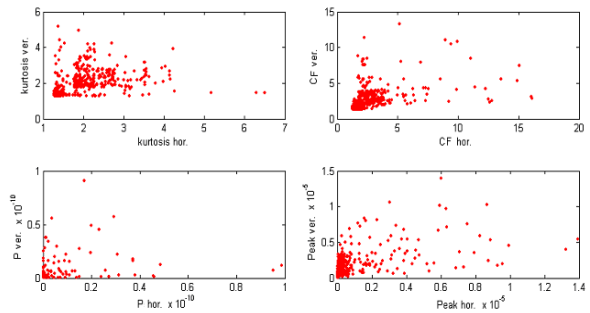 6
4
2
0
kurtosis ver.
1 2 3 4 5 6 7
kurtosis hor.
15
10
5
0
CF ver.
0 5 10 15 20
CF hor.
1
0.5
0
P ver. x 10^-10
0 0.2 0.4 0.6 0.8 1
P hor. x 10^-10
1.5
1
0.5
0
Peak ver. x 10^-5
0 0.2 0.4 0.6 0.8 1 1.2 1.4
Peak hor. x 10^-5